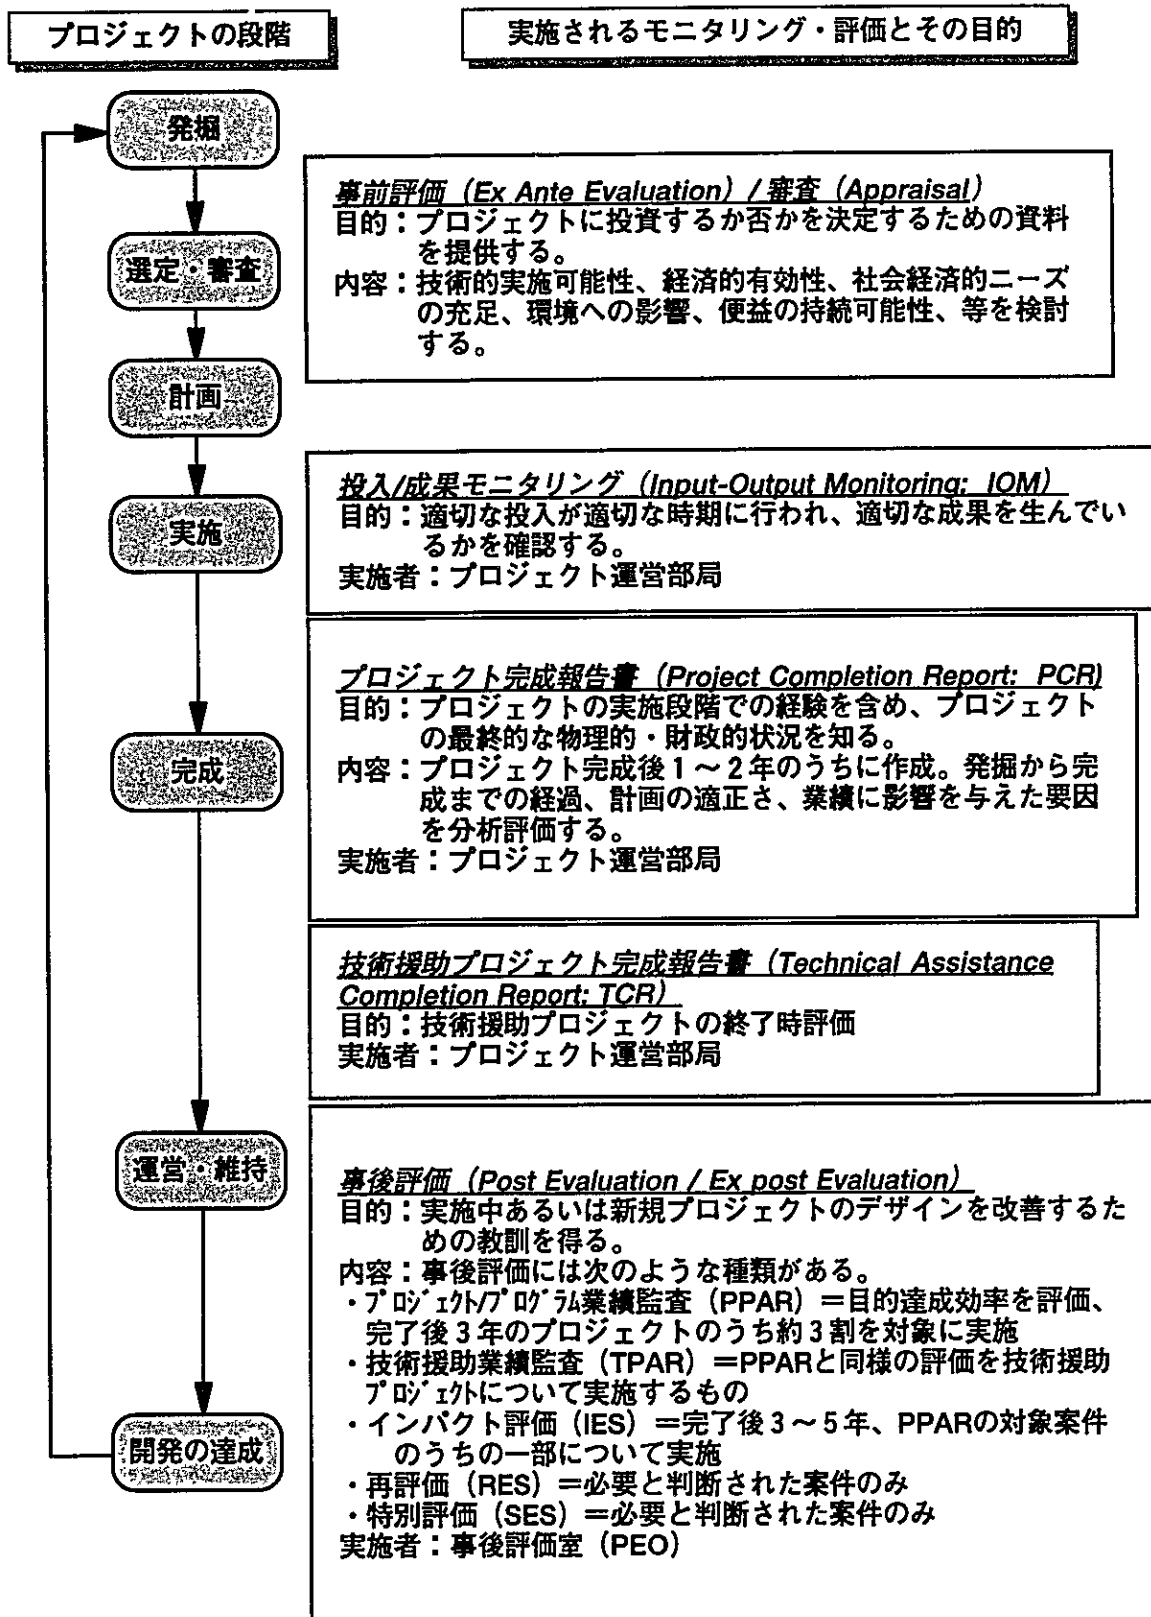 プロジェクトの段階
実施されるモニタリング・評価とその目的
発掘
選定・審査
計画
実施
完成
運営・維持
開発の達成
事前評価（Ex Ante Evaluation）/ 審査（Appraisal）
目的：プロジェクトに投資するか否かを決定するための資料
を提供する。
内容：技術的実施可能性、経済的有効性、社会経済的ニーズ
の充足、環境への影響、便益の持続可能性、等を検討
する。
投入/成果モニタリング（Input-Output Monitoring: IOM）
目的：適切な投入が適切な時期に行われ、適切な成果を生んでい
るかを確認する。
実施者：プロジェクト運営部局
プロジェクト完成報告書（Project Completion Report: PCR)
目的：プロジェクトの実施段階での経験を含め、プロジェクト
の最終的な物理的・財政的状況を知る。
内容：プロジェクト完成後１～２年のうちに作成。発掘から完
成までの経過、計画の適正さ、業績に影響を与えた要因
を分析評価する。
実施者：プロジェクト運営部局
技術援助プロジェクト完成報告書（Technical Assistance
Completion Report: TCR）
目的：技術援助プロジェクトの終了時評価
実施者：プロジェクト運営部局
事後評価（Post Evaluation / Ex post Evaluation）
目的：実施中あるいは新規プロジェクトのデザインを改善するた
めの教訓を得る。
内容：事後評価には次のような種類がある。
・ﾌﾟﾛｼﾞｪｸﾄ/ﾌﾟﾛｸﾞﾗﾑ業績監査（PPAR）＝目的達成効率を評価、
完了後３年のプロジェクトのうち約３割を対象に実施
・技術援助業績監査（TPAR）＝PPARと同様の評価を技術援助
ﾌﾟﾛｼﾞｪｸﾄについて実施するもの
・インパクト評価（IES）＝完了後３～５年、PPARの対象案件
のうちの一部について実施
・再評価（RES）＝必要と判断された案件のみ
・特別評価（SES）＝必要と判断された案件のみ
実施者：事後評価室（PEO）